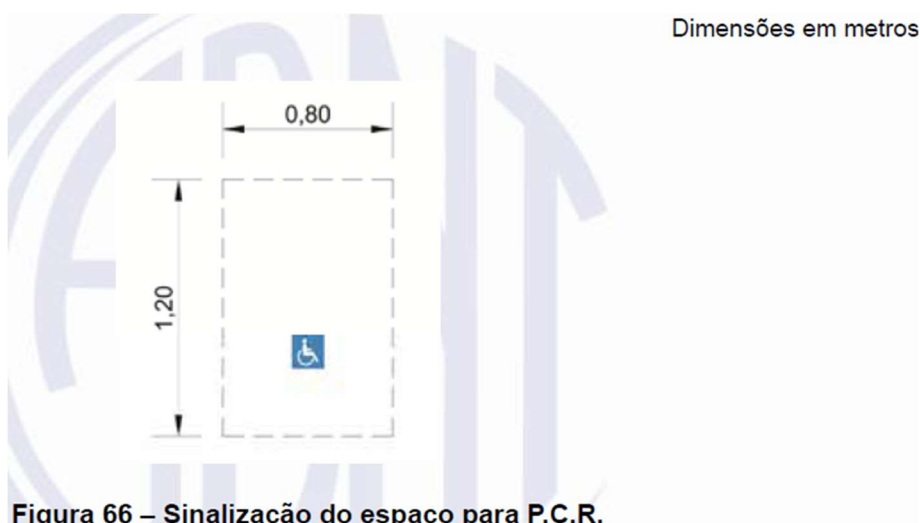 Dimensões em metros
0,80
1,20
Figura 66 – Sinalização do espaço para P.C.R.